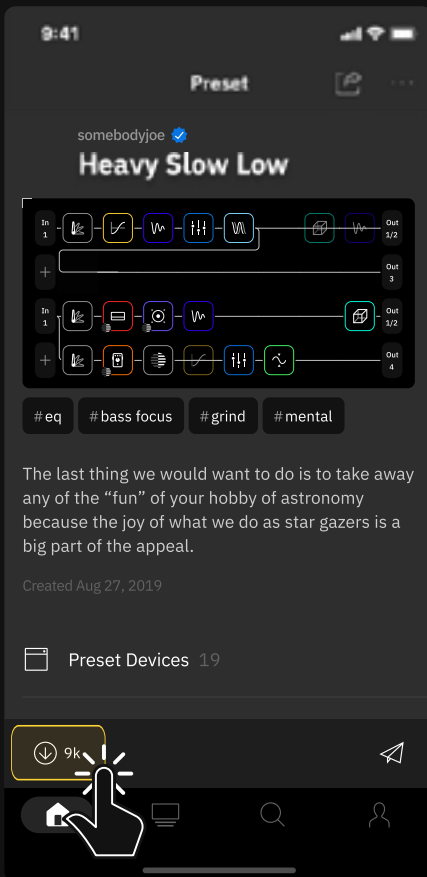 9:41
Preset
somebodyjoe
Heavy Slow Low
In
1
Out
1/2
+
Out
3
In
1
Out
1/2
+
Out
4
#eq #bass focus #grind #mental
The last thing we would want to do is to take away
any of the “fun” of your hobby of astronomy
because the joy of what we do as star gazers is a
big part of the appeal.
Created Aug 27, 2019
Preset Devices 19
9k